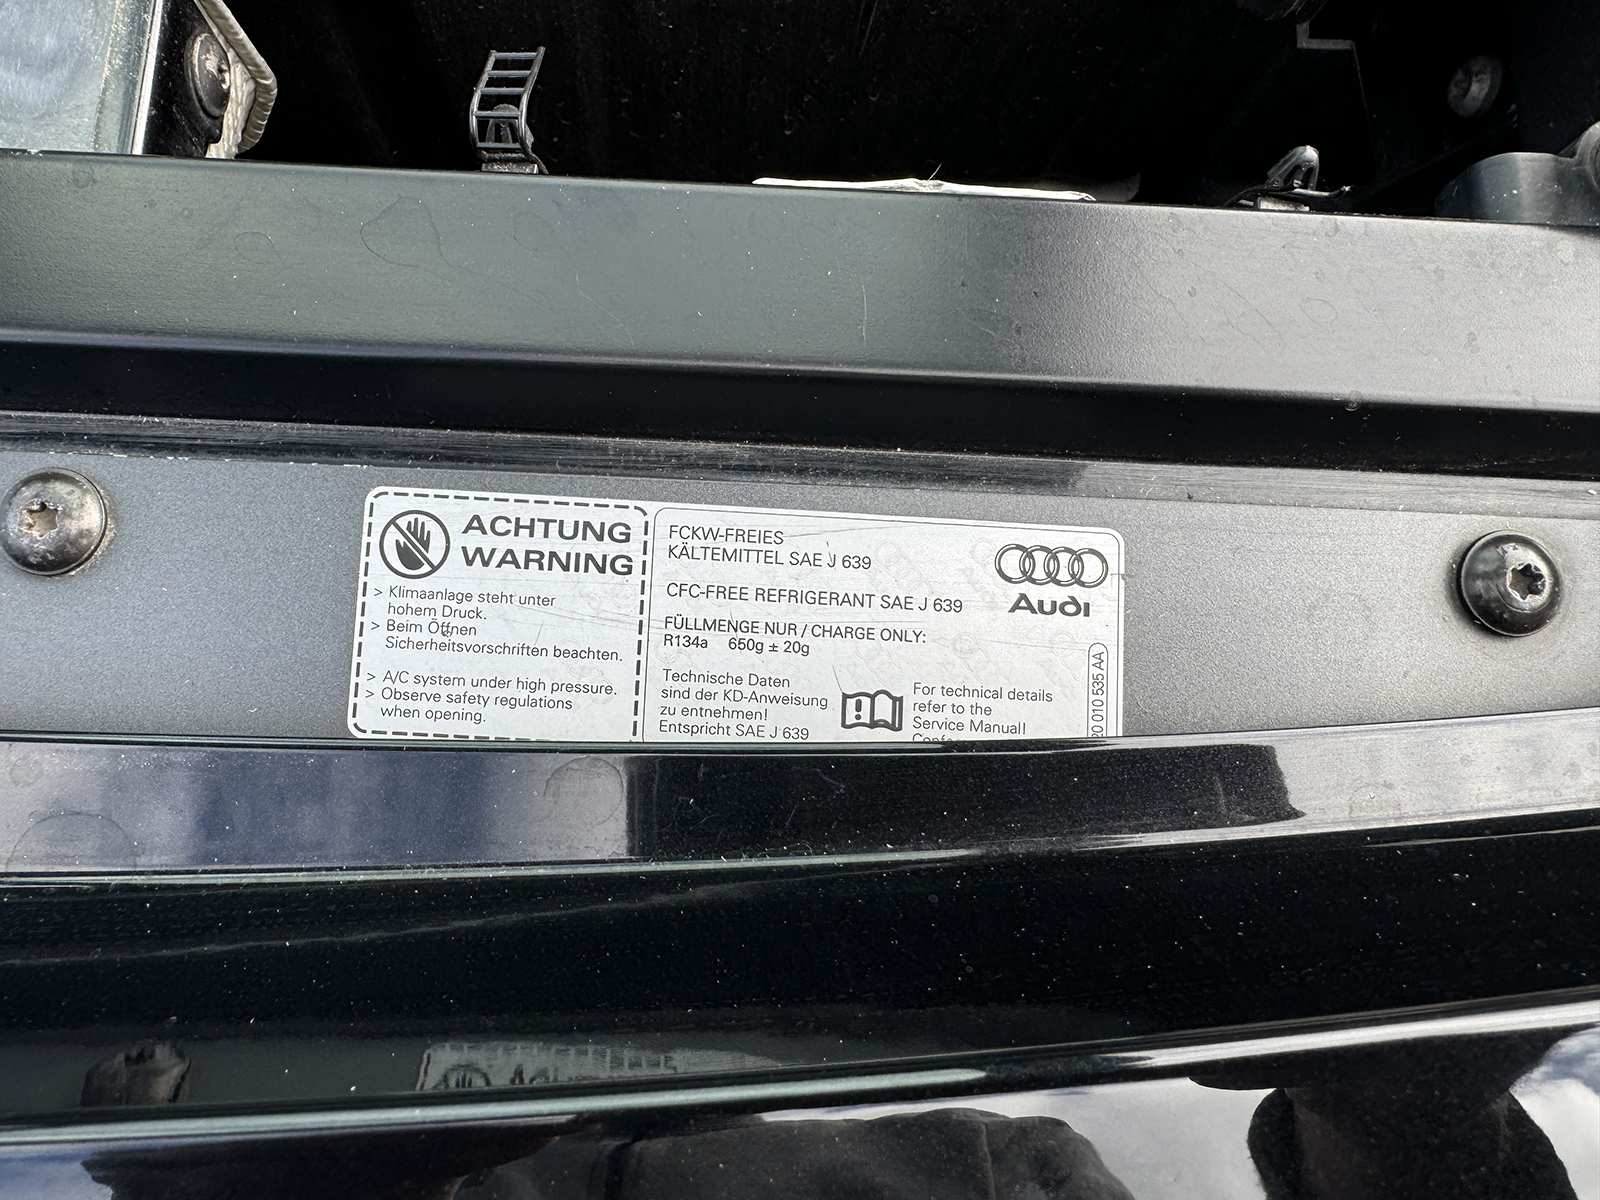 ACHTUNG
WARNING
> Klimaanlage steht unter
hohem Druck.
> Beim Öffnen
Sicherheitsvorschriften beachten.
> A/C system under high pressure.
> Observe safety regulations
when opening.
FCKW-FREIES
KÄLTEMITTEL SAE J 639
CFC-FREE REFRIGERANT SAE J 639
FÜLLMENGE NUR / CHARGE ONLY:
R134a 650g ± 20g
Technische Daten
sind der KD-Anweisung
zu entnehmen!
Entspricht SAE J 639
Audi
For technical details
refer to the
Service Manual!
010 535 AA